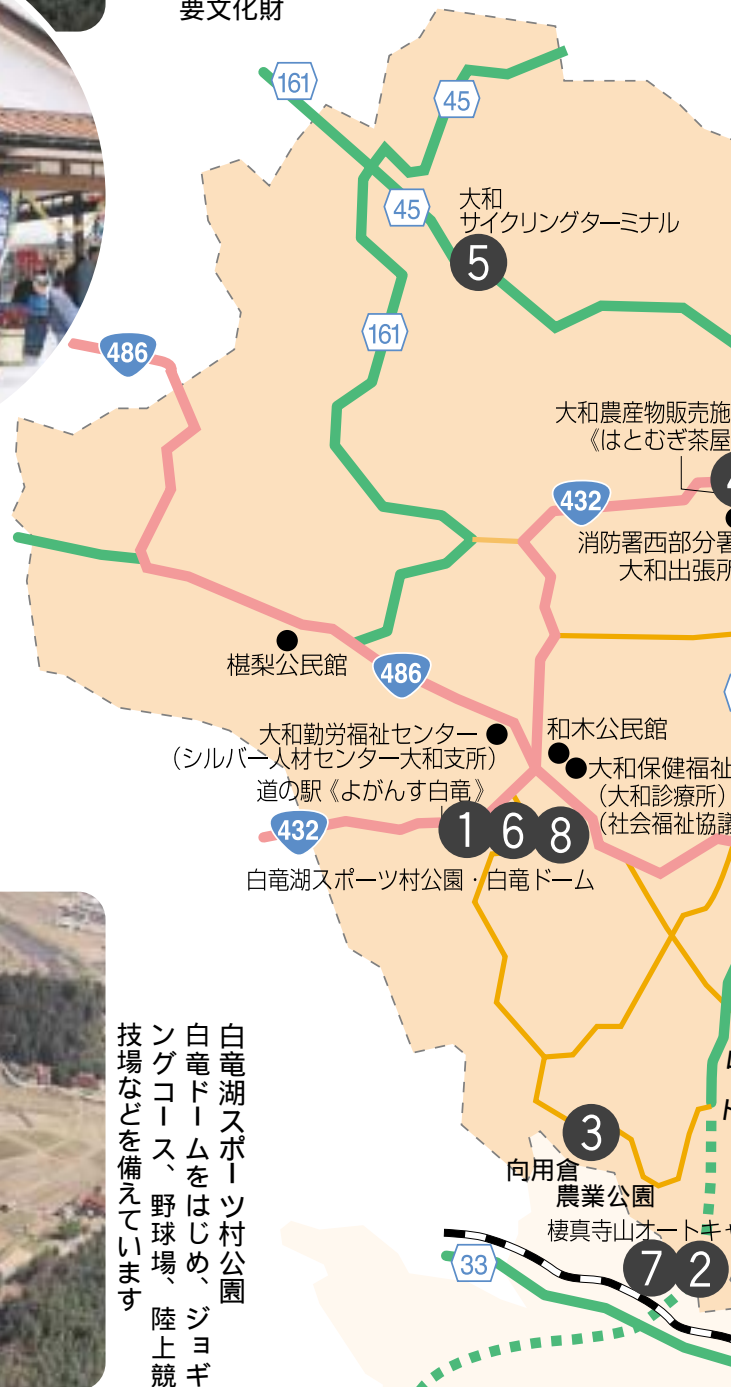 要文化財
161
45
45
大和
サイクリングターミナル
5
161
486
大和農産物販売施
《はとむぎ茶屋
4
432
消防署西部分署
大和出張所
椹梨公民館
486
大和勤労福祉センター
（シルバー人材センター大和支所）
和木公民館
大和保健福祉
（大和診療所）
（社会福祉協議
道の駅《よがんす白竜》
432
1
6
8
白竜湖スポーツ村公園・白竜ドーム
白竜湖スポーツ村公園
白竜ドームをはじめ、ジョギ
ングコース、野球場、陸上競
技場などを備えています
3
向用倉
農業公園
棲真寺山オートキャ
7
2
33